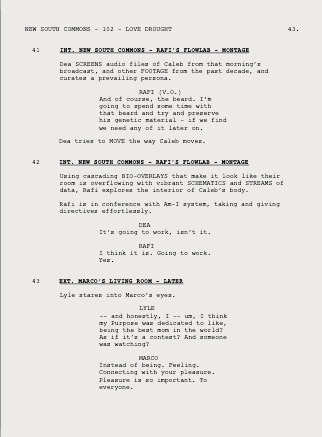 NEW SOUTH COMMONS - 102 - LOVE DROUGHT 43.
41 INT. NEW SOUTH COMMONS - RAFI'S FLOWLAB - MONTAGE
Dea SCREENS audio files of Caleb from that morning's
broadcast, and other FOOTAGE from the past decade, and
curates a prevailing persona.
RAFI (V.O.)
And of course, the beard. I'm
going to spend some time with
that beard and try and preserve
his genetic material - if we find
we need any of it later on.
Dea tries to MOVE the way Caleb moves.
42 INT. NEW SOUTH COMMONS - RAFI'S FLOWLAB - MONTAGE
Using cascading BIO-OVERLAYS that make it look like their
room is overflowing with vibrant SCHEMATICS and STREAMS of
data, Rafi explores the interior of Caleb's body.
Rafi is in conference with Am-I system, taking and giving
directives effortlessly.
DEA
It's going to work, isn't it.
RAFI
I think it is. Going to work.
Yes.
43 EXT. MARCO'S LIVING ROOM - LATER
Lyle stares into Marco's eyes.
LYLE
-- and honestly, I -- um, I think
my Purpose was dedicated to like,
being the best mom in the world?
As if it's a contest? And someone
was watching?
MARCO
Instead of being. Feeling.
Connecting with your pleasure.
Pleasure is so important. To
everyone.